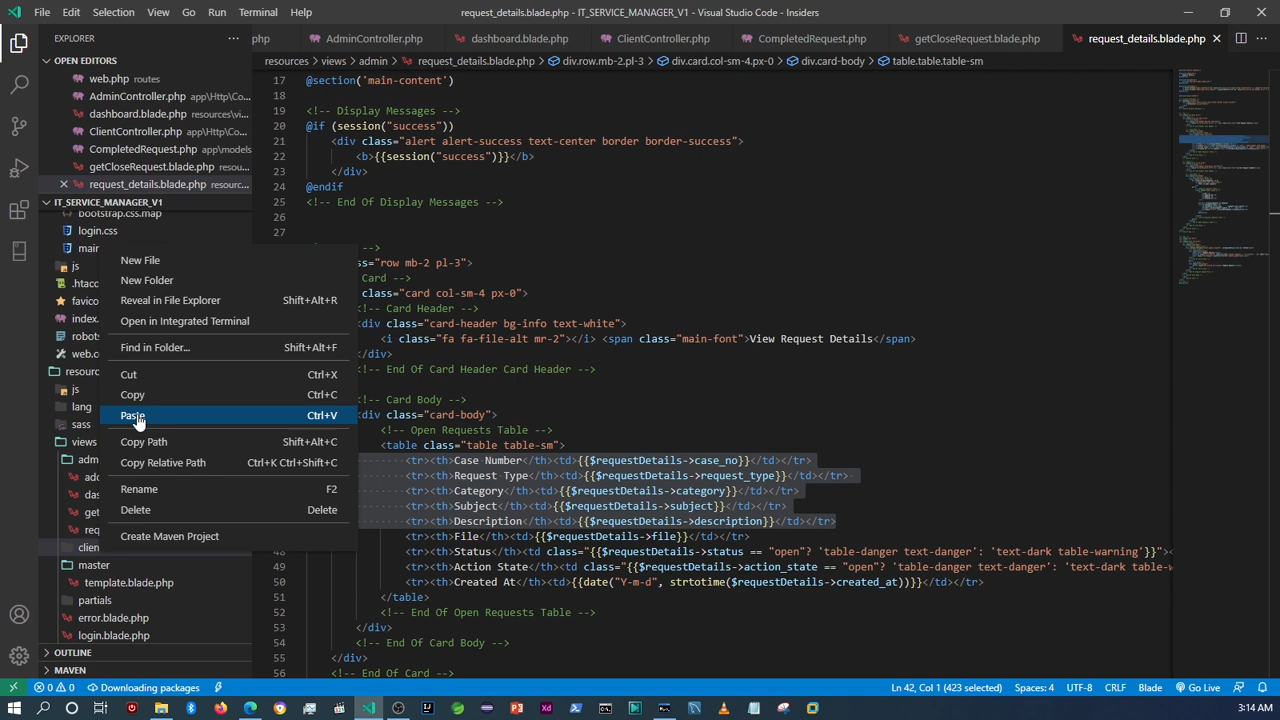 File Edit Selection View Go Run Terminal Help
request_details.blade.php - IT_SERVICE_MANAGER_V1 - Visual Studio Code - Insiders
EXPLORER
php AdminController.php dashboard.blade.php ClientController.php CompletedRequest.php getCloseRequest.blade.php request_details.blade.php
OPEN EDITORS
web.php routes
AdminController.php app\Http\Co...
dashboard.blade.php resources\vi...
ClientController.php app\Http\Co...
CompletedRequest.php app\models
getCloseRequest.blade.php resou...
request_details.blade.php resourc...
IT_SERVICE_MANAGER_V1
bootstrap.css.map
login.css
main
js
.htacc
favico
index.
robots
web.c
resourc
js
lang
sass
views
adm
adc
das
get
req
clien
master
template.blade.php
partials
error.blade.php
login.blade.php
OUTLINE
MAVEN
New File
New Folder
Reveal in File Explorer Shift+Alt+R
Open in Integrated Terminal
Find in Folder... Shift+Alt+F
Cut Ctrl+X
Copy Ctrl+C
Paste Ctrl+V
Copy Path Shift+Alt+C
Copy Relative Path Ctrl+K Ctrl+Shift+C
Rename F2
Delete Delete
Create Maven Project
resources > views > admin > request_details.blade.php > div.row.mb-2.pl-3 > div.card.col-sm-4.px-0 > div.card-body > table.table.table-sm
17 @section('main-content')
18
19 <!-- Display Messages -->
20 @if (session("success"))
21 <div class="alert alert-success text-center border border-success">
22 <b>{{session("success")}}</b>
23 </div>
24 @endif
25 <!-- End Of Display Messages -->
26
27
-->
="row mb-2 pl-3">
Card -->
class="card col-sm-4 px-0">
<!-- Card Header -->
div class="card-header bg-info text-white">
<i class="fa fa-file-alt mr-2"></i> <span class="main-font">View Request Details</span>
</div>
<!-- End Of Card Header Card Header -->
<!-- Card Body -->
div class="card-body">
<!-- Open Requests Table -->
<table class="table table-sm">
<tr><th>Case Number</th><td>{{$requestDetails->case_no}}</td></tr>
<tr><th>Request Type</th><td>{{$requestDetails->request_type}}</td></tr>
<tr><th>Category</th><td>{{$requestDetails->category}}</td></tr>
<tr><th>Subject</th><td>{{$requestDetails->subject}}</td></tr>
<tr><th>Description</th><td>{{$requestDetails->description}}</td></tr>
<tr><th>File</th><td>{{$requestDetails->file}}</td></tr>
48 <tr><th>Status</th><td class="{{$requestDetails->status == "open"? 'table-danger text-danger': 'text-dark table-warning'}}"><
49 <tr><th>Action State</th><td class="{{$requestDetails->action_state == "open"? 'table-danger text-danger': 'text-dark table-w
50 <tr><th>Created At</th><td>{{date("Y-m-d", strtotime($requestDetails->created_at))}}</td></tr>
51 </table>
52 <!-- End Of Open Requests Table -->
53 </div>
54 <!-- End Of Card Body -->
55 </div>
56 <!-- End Of Card -->
0 0 Downloading packages
Ln 42, Col 1 (423 selected) Spaces: 4 UTF-8 CRLF Blade Go Live
3:14 AM